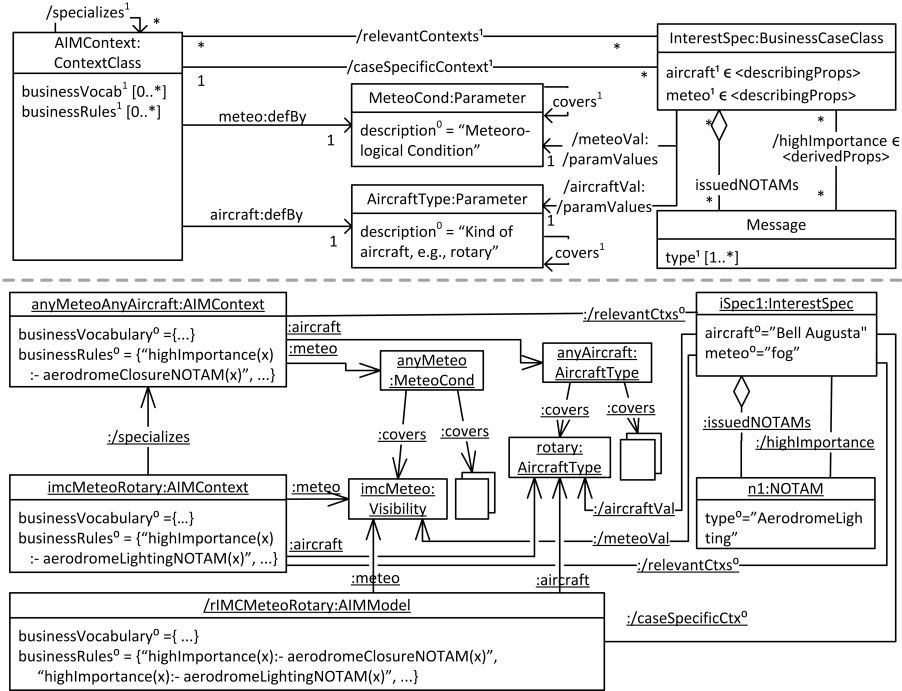 /specializes¹
*
AIMContext:
ContextClass
businessVocab¹ [0..*]
businessRules¹ [0..*]
*
/relevantContexts¹
*
1
/caseSpecificContext¹
*
InterestSpec:BusinessCaseClass
aircraft¹ ϵ <describingProps>
meteo¹ ϵ <describingProps>
meteo:defBy
1
MeteoCond:Parameter
description⁰ = “Meteoro-
logical Condition”
covers¹
/meteoVal:
/paramValues
1
*
*
/highImportance ϵ
<derivedProps>
issuedNOTAMs
*
*
aircraft:defBy
1
AircraftType:Parameter
description⁰ = “Kind of
aircraft, e.g., rotary”
/aircraftVal:
/paramValues
1
covers¹
Message
type¹ [1..*]
anyMeteoAnyAircraft:AIMContext
businessVocabulary⁰ ={...}
businessRules⁰ = {“highImportance(x)
:- aerodromeClosureNOTAM(x)”, ...}
:/relevantCtxs⁰
:aircraft
:meteo
iSpec1:InterestSpec
aircraft⁰="Bell Augusta"
meteo⁰=”fog”
anyMeteo
:MeteoCond
anyAircraft:
AircraftType
:covers
:covers
:covers
:covers
:/specializes
:issuedNOTAMs
:/highImportance
rotary:
AircraftType
imcMeteoRotary:AIMContext
businessVocabulary⁰ ={...}
businessRules⁰ = {“highImportance(x)
:- aerodromeLightingNOTAM(x)”, ...}
:meteo
imcMeteo:
Visibility
n1:NOTAM
type⁰=”AerodromeLigh
ting”
:/aircraftVal
:/meteoVal
:aircraft
:/relevantCtxs⁰
:meteo
:aircraft
/rIMCMeteoRotary:AIMModel
businessVocabulary⁰ ={ ...}
businessRules⁰ = {“highImportance(x):- aerodromeClosureNOTAM(x)”,
“highImportance(x):- aerodromeLightingNOTAM(x)”, ...}
:/caseSpecificCtx⁰